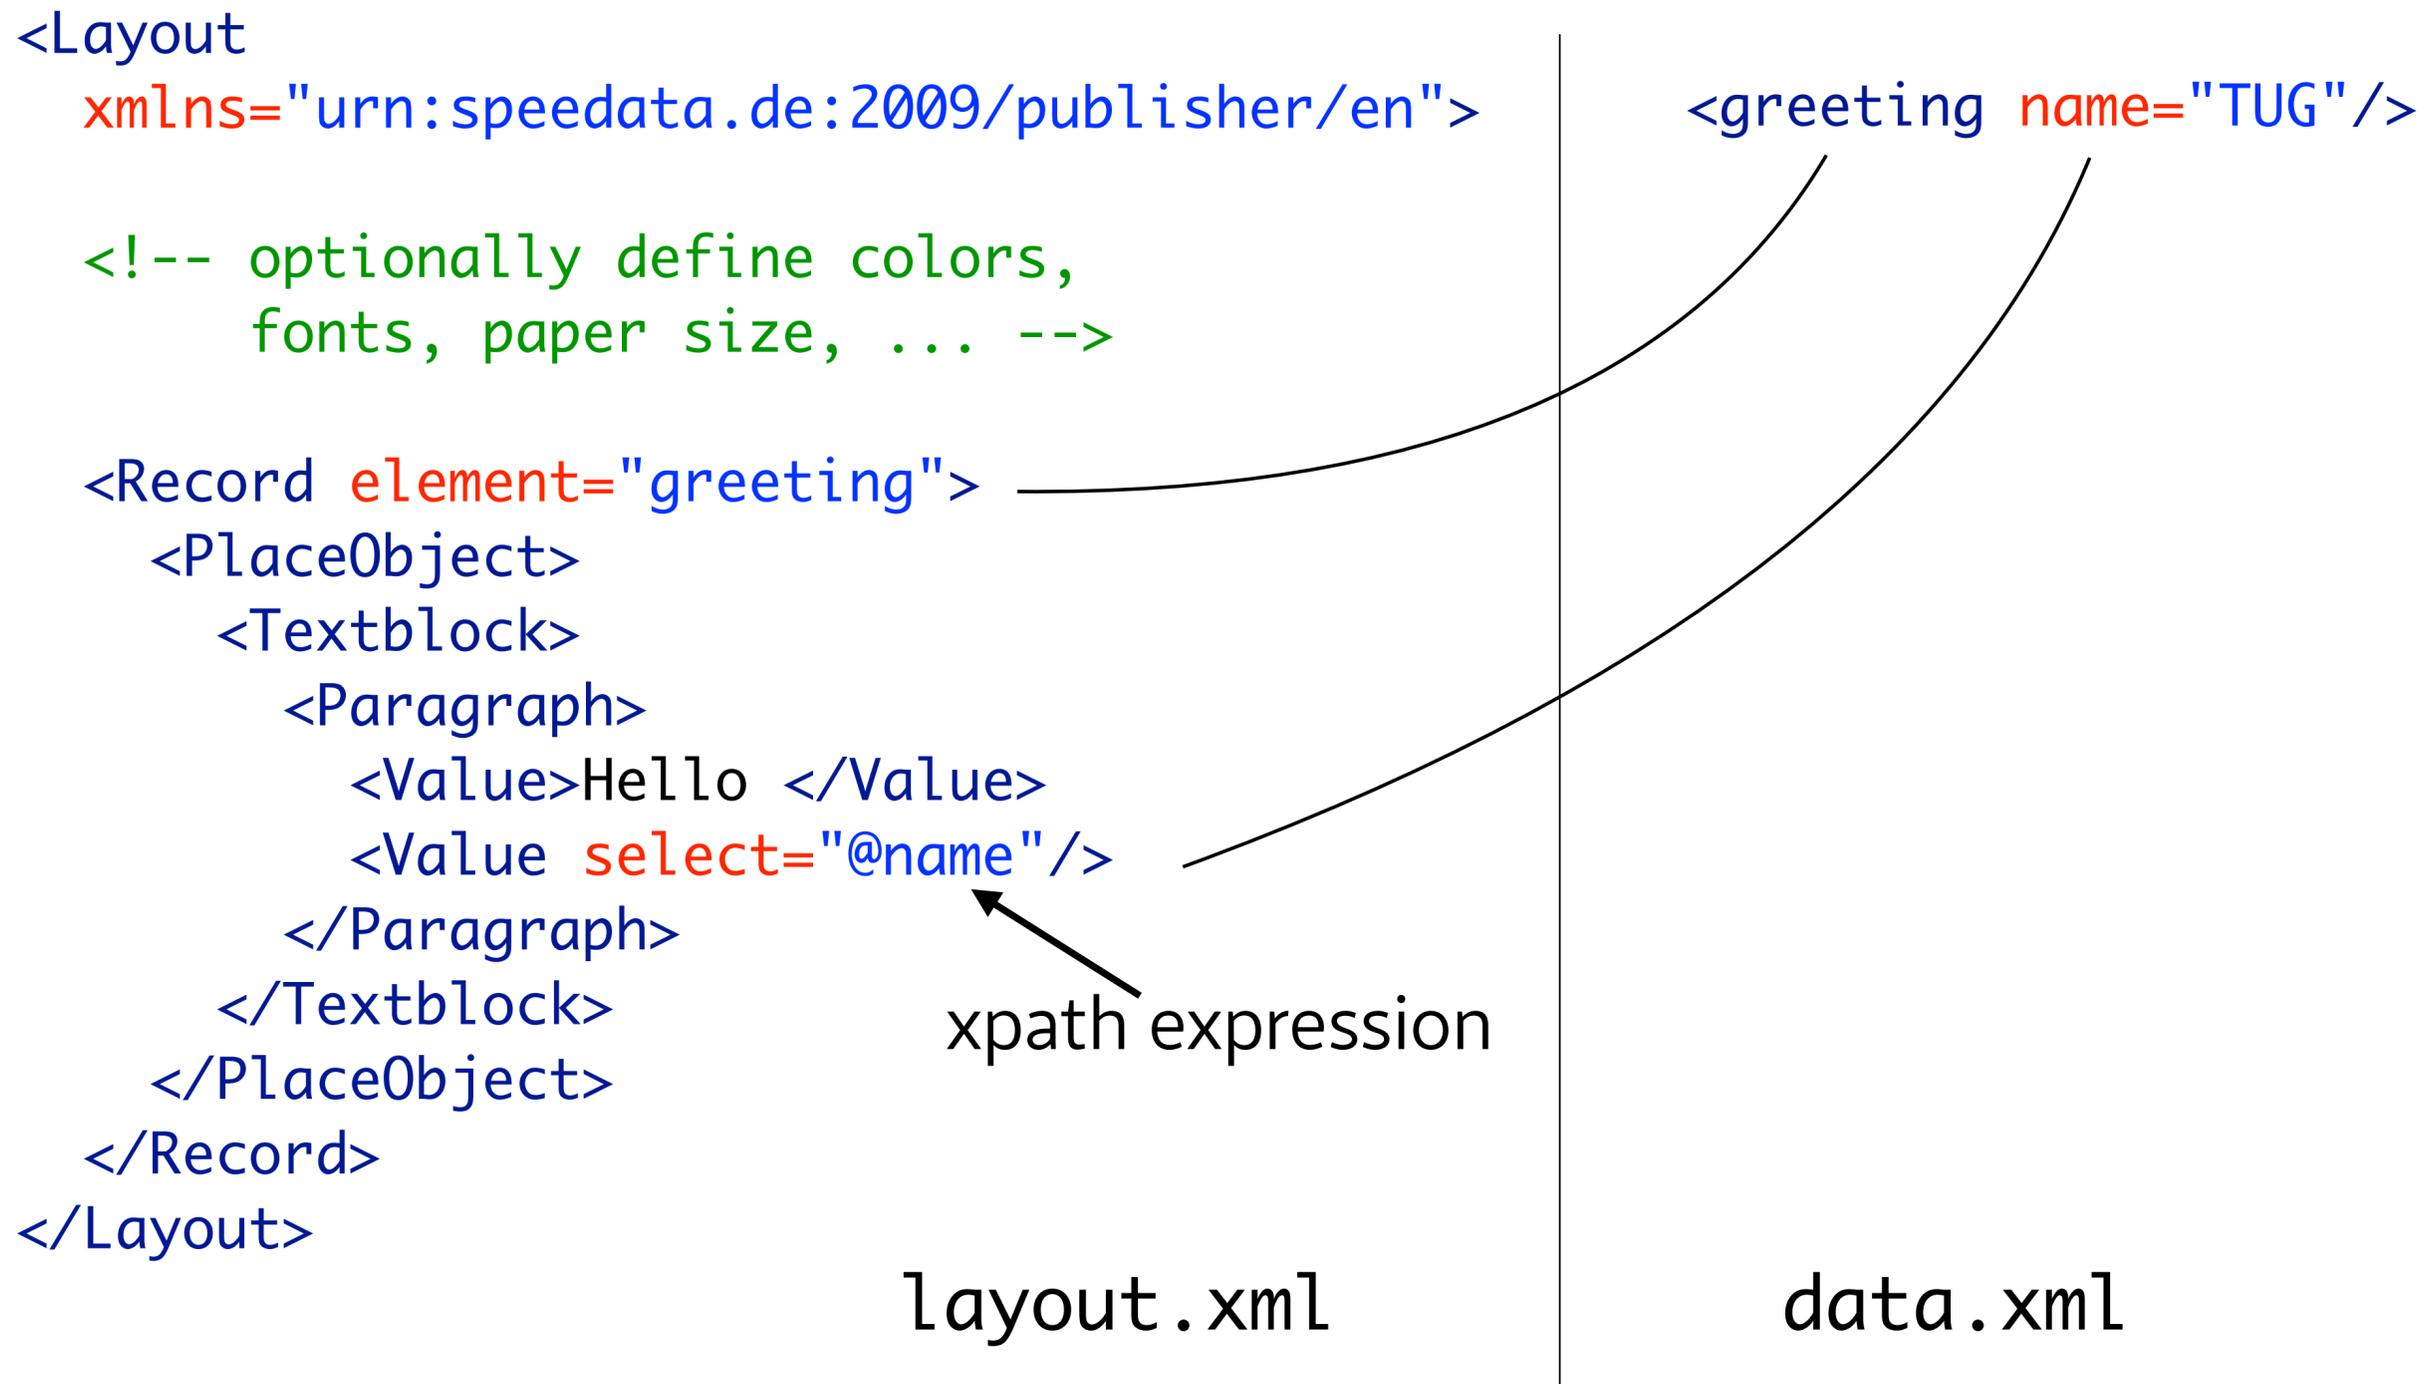 <Layout
xmlns="urn:speedata.de:2009/publisher/en">
<!-- optionally define colors,
fonts, paper size, ... -->
<Record element="greeting">
<PlaceObject>
<Textblock>
<Paragraph>
<Value>Hello </Value>
<Value select="@name"/>
</Paragraph>
</Textblock>
</PlaceObject>
</Record>
</Layout>
xpath expression
layout.xml
<greeting name="TUG"/>
data.xml